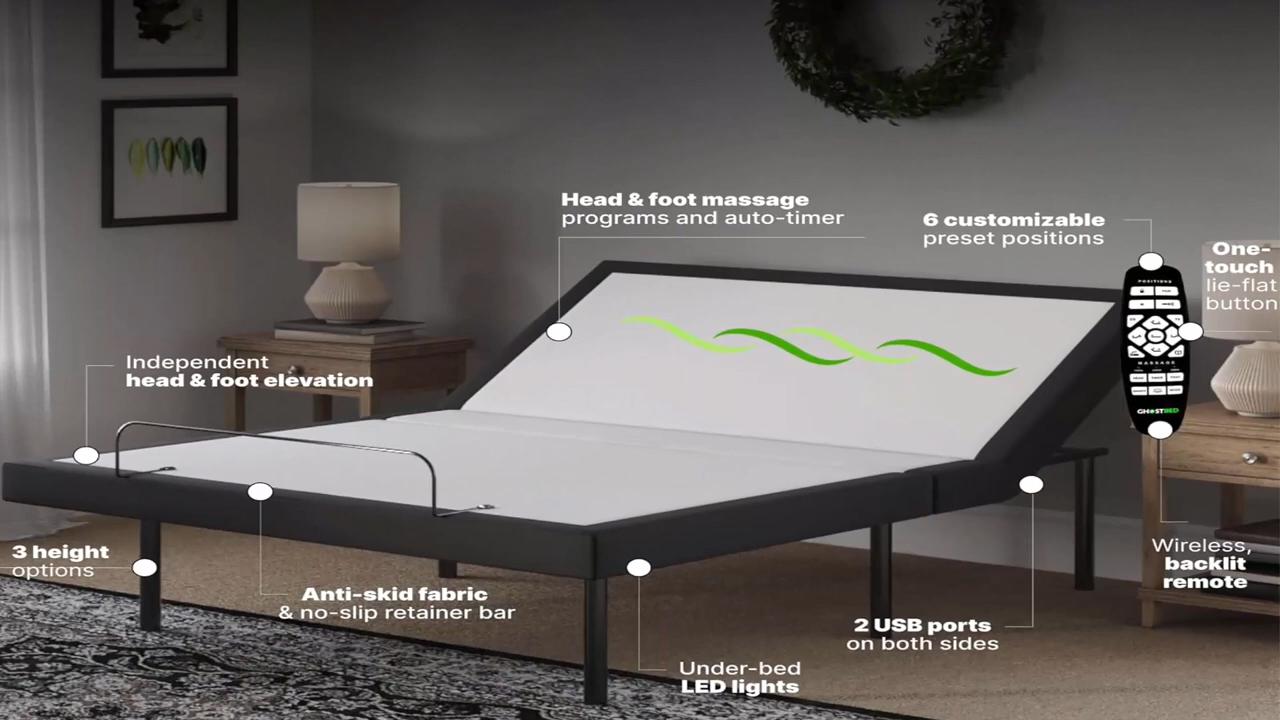 Head & foot massage
programs and auto-timer
6 customizable
preset positions
One-
touch
lie-flat
button
POSITIONS
MASSAGE
GHOSTBED
Independent
head & foot elevation
3 height
options
Anti-skid fabric
& no-slip retainer bar
Under-bed
LED lights
2 USB ports
on both sides
Wireless,
backlit
remote